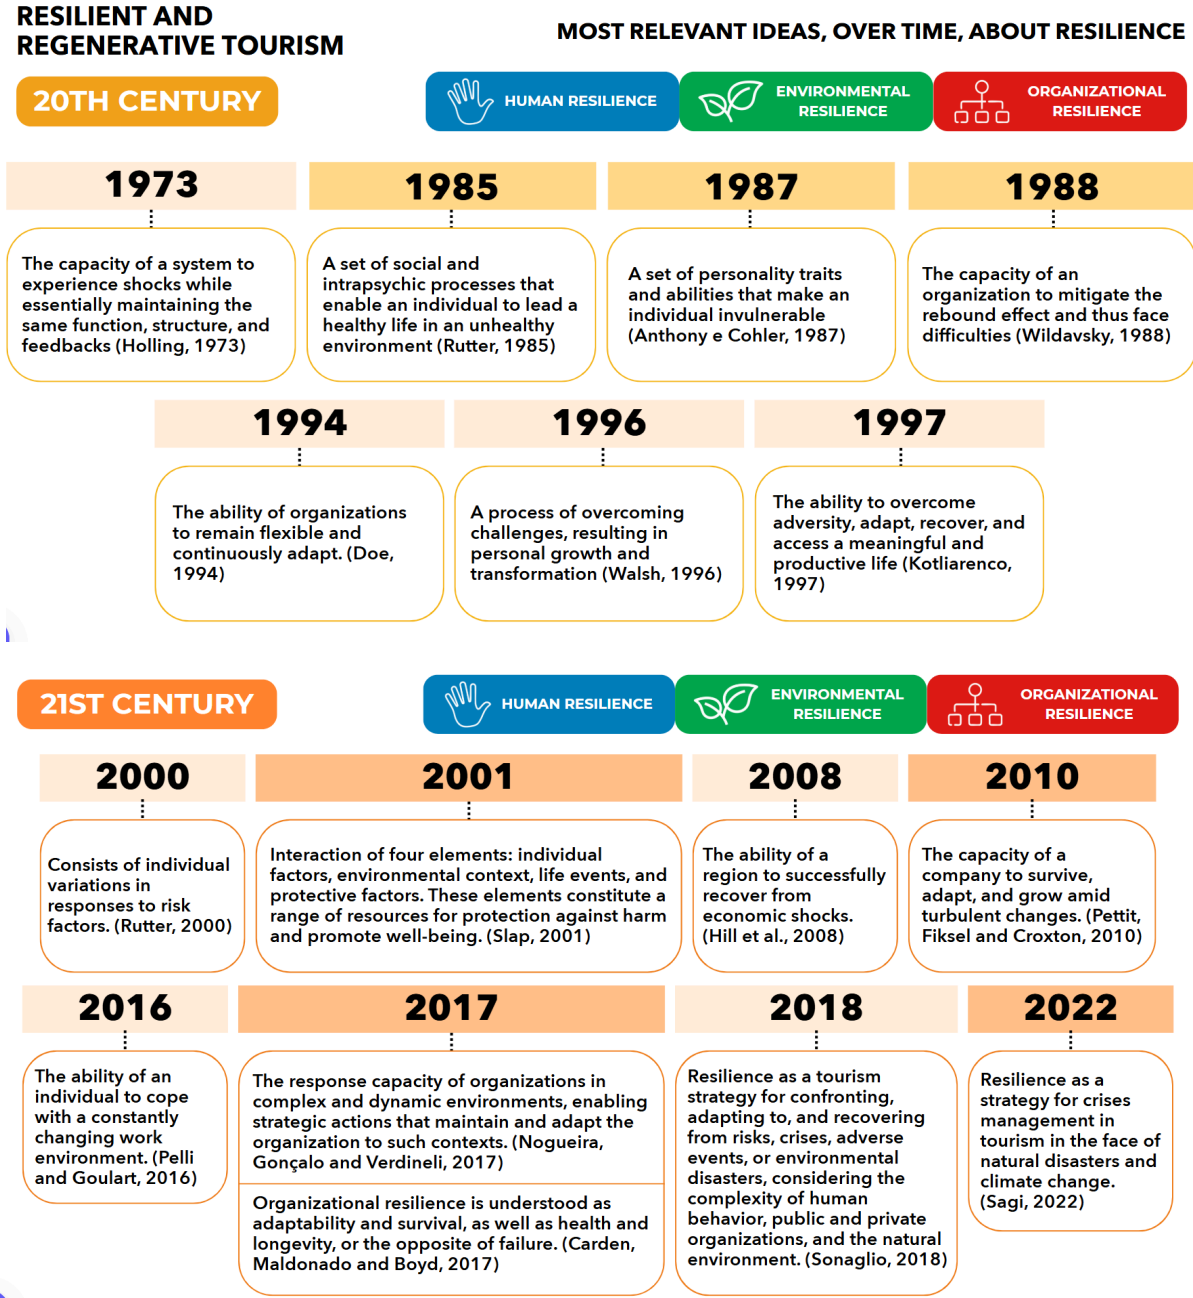 RESILIENT AND
REGENERATIVE TOURISM
MOST RELEVANT IDEAS, OVER TIME, ABOUT RESILIENCE
20TH CENTURY
HUMAN RESILIENCE
ENVIRONMENTAL
RESILIENCE
ORGANIZATIONAL
RESILIENCE
1973
The capacity of a system to
experience shocks while
essentially maintaining the
same function, structure, and
feedbacks (Holling, 1973)
1985
A set of social and
intrapsychic processes that
enable an individual to lead a
healthy life in an unhealthy
environment (Rutter, 1985)
1987
A set of personality traits
and abilities that make an
individual invulnerable
(Anthony e Cohler, 1987)
1988
The capacity of an
organization to mitigate the
rebound effect and thus face
difficulties (Wildavsky, 1988)
1994
The ability of organizations
to remain flexible and
continuously adapt. (Doe,
1994)
1996
A process of overcoming
challenges, resulting in
personal growth and
transformation (Walsh, 1996)
1997
The ability to overcome
adversity, adapt, recover, and
access a meaningful and
productive life (Kotliarenco,
1997)
21ST CENTURY
HUMAN RESILIENCE
ENVIRONMENTAL
RESILIENCE
ORGANIZATIONAL
RESILIENCE
2000
Consists of individual
variations in
responses to risk
factors. (Rutter, 2000)
2001
Interaction of four elements: individual
factors, environmental context, life events, and
protective factors. These elements constitute a
range of resources for protection against harm
and promote well-being. (Slap, 2001)
2008
The ability of a
region to successfully
recover from
economic shocks.
(Hill et al., 2008)
2010
The capacity of a
company to survive,
adapt, and grow amid
turbulent changes. (Pettit,
Fiksel and Croxton, 2010)
2016
The ability of an
individual to cope
with a constantly
changing work
environment. (Pelli
and Goulart, 2016)
2017
The response capacity of organizations in
complex and dynamic environments, enabling
strategic actions that maintain and adapt the
organization to such contexts. (Nogueira,
Gonçalo and Verdineli, 2017)
Organizational resilience is understood as
adaptability and survival, as well as health and
longevity, or the opposite of failure. (Carden,
Maldonado and Boyd, 2017)
2018
Resilience as a tourism
strategy for confronting,
adapting to, and recovering
from risks, crises, adverse
events, or environmental
disasters, considering the
complexity of human
behavior, public and private
organizations, and the natural
environment. (Sonaglio, 2018)
2022
Resilience as a
strategy for crises
management in
tourism in the face of
natural disasters and
climate change.
(Sagi, 2022)